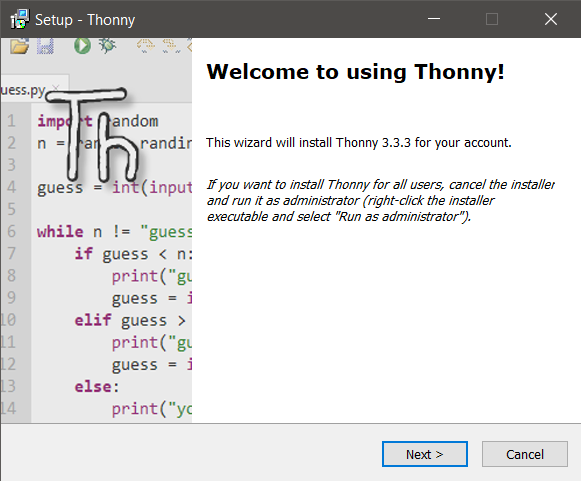 Setup - Thonny
uess.py
Th
Welcome to using Thonny!
This wizard will install Thonny 3.3.3 for your account.
If you want to install Thonny for all users, cancel the installer
and run it as administrator (right-click the installer
executable and select "Run as administrator").
1 import random
2 n = randin
3
4 guess = int(input
5
6 while n != "guess
7 if guess < n:
8 print("gu
9 guess = i
10 elif guess >
11 print("gu
12 guess = i
13 else:
14 print("yo
Next >
Cancel